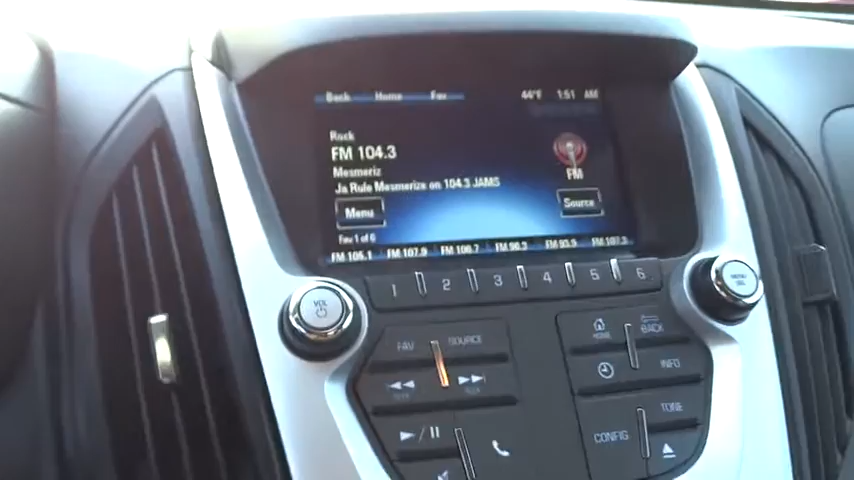 Back Home Fav 44°F 1:51 AM
Rock
FM 104.3
Mesmeriz
Ja Rule Mesmerize on 104.3 JAMS
FM
Menu
Source
Fav 1 of 6
FM 105.1 FM 107.9 FM 106.7 FM 96.3 FM 93.9 FM 107.3
1 2 3 4 5 6
VOL
MENU
SEL
FAV SOURCE
HOME BACK
INFO
TONE
CONFIG